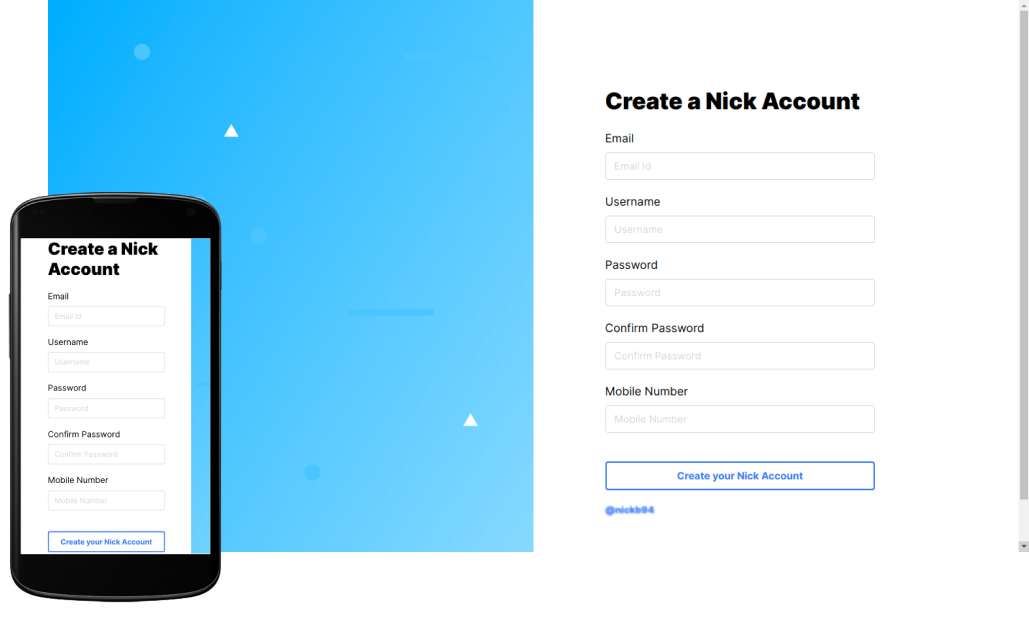 Create a Nick Account
Email
Email Id
Username
Username
Password
Password
Confirm Password
Confirm Password
Mobile Number
Mobile Number
Create your Nick Account
@nickb94
Create a Nick
Account
Email
Email Id
Username
Username
Password
Password
Confirm Password
Confirm Password
Mobile Number
Mobile Number
Create your Nick Account